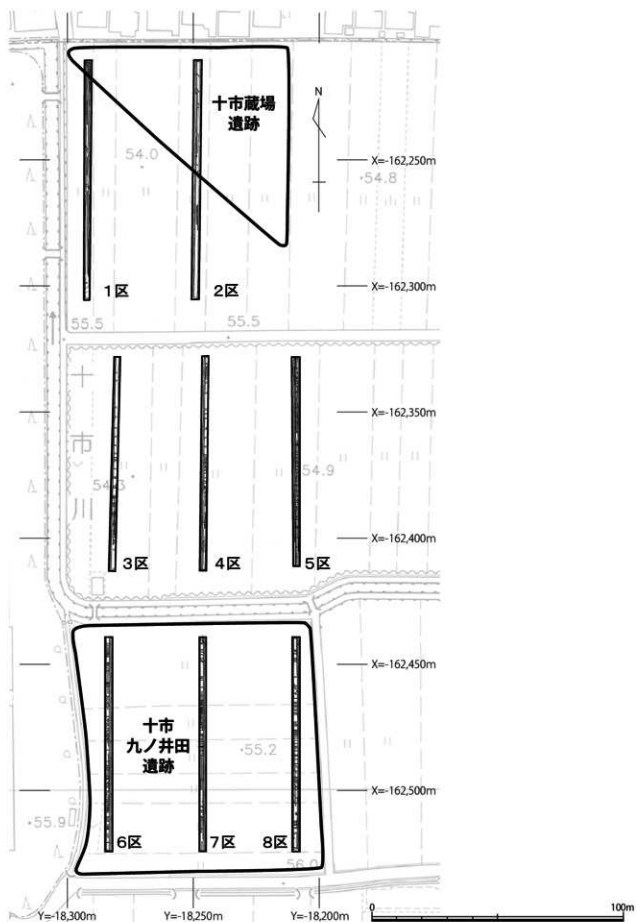 十市蔵場
遺跡
N
X=-162,250m
54.0
54.8
X=-162,300m
1区
2区
55.5
55.5
X=-162,350m
十
市
川
54.9
X=-162,400m
3区
4区
5区
X=-162,450m
十市
九ノ井田
遺跡
55.2
X=-162,500m
55.9
6区
7区
8区
56.0
Y=-18,300m
Y=-18,250m
Y=-18,200m
0
100m